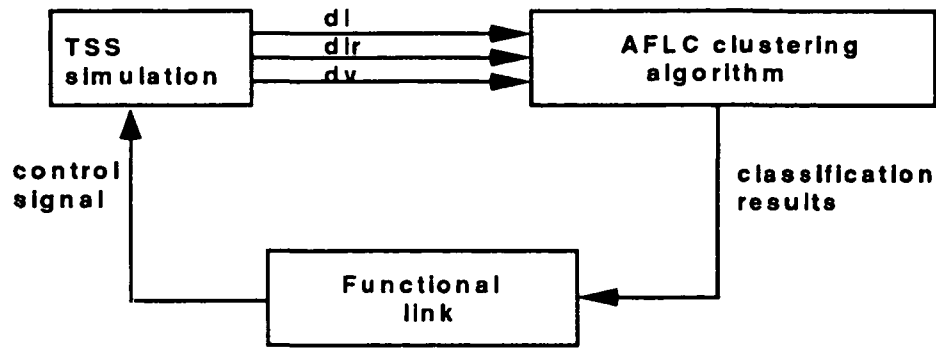 TSS
simulation
dl
dlr
dv
AFLC clustering
algorithm
control
signal
classification
results
Functional
link